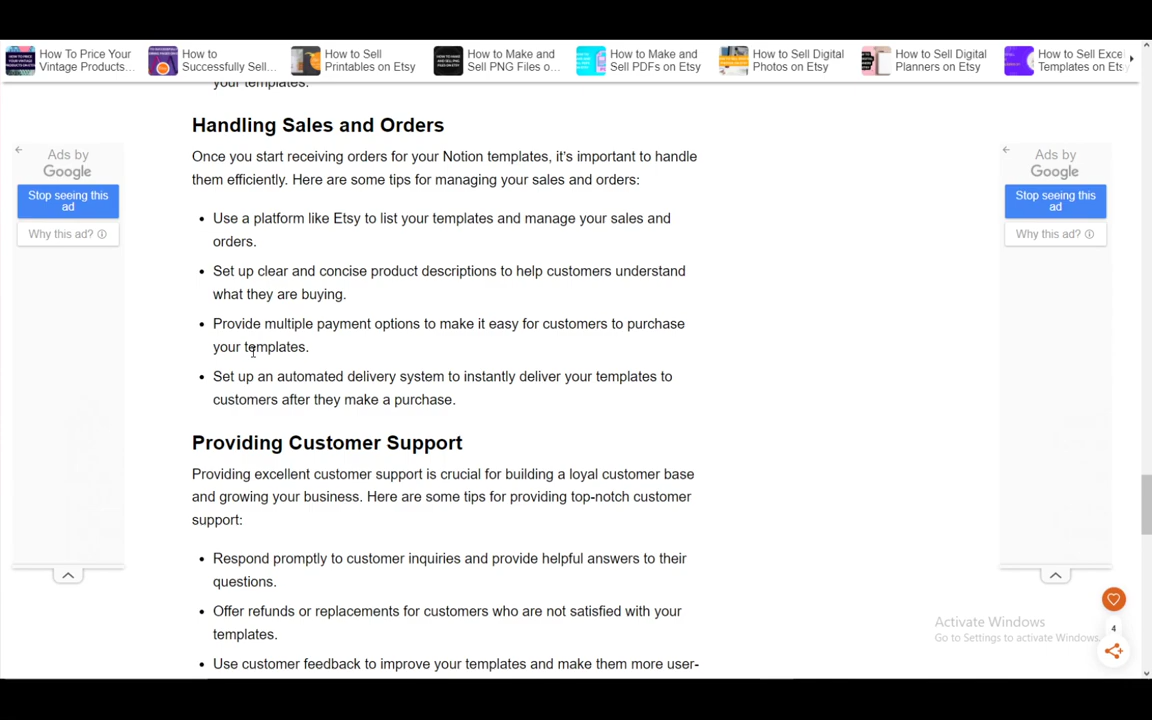 How To Price Your
Vintage Products...
How to
Successfully Sell...
How to Sell
Printables on Etsy
How to Make and
Sell PNG Files o...
How to Make and
Sell PDFs on Etsy
How to Sell Digital
Photos on Etsy
How to Sell Digital
Planners on Etsy
How to Sell Exce
Templates on Ets
your templates.
Handling Sales and Orders
Once you start receiving orders for your Notion templates, it's important to handle
them efficiently. Here are some tips for managing your sales and orders:
• Use a platform like Etsy to list your templates and manage your sales and
orders.
• Set up clear and concise product descriptions to help customers understand
what they are buying.
• Provide multiple payment options to make it easy for customers to purchase
your templates.
• Set up an automated delivery system to instantly deliver your templates to
customers after they make a purchase.
Providing Customer Support
Providing excellent customer support is crucial for building a loyal customer base
and growing your business. Here are some tips for providing top-notch customer
support:
• Respond promptly to customer inquiries and provide helpful answers to their
questions.
• Offer refunds or replacements for customers who are not satisfied with your
templates.
• Use customer feedback to improve your templates and make them more user-
Ads by
Google
Stop seeing this
ad
Why this ad?
Ads by
Google
Stop seeing this
ad
Why this ad?
4
Activate Windows
Go to Settings to activate Windows.